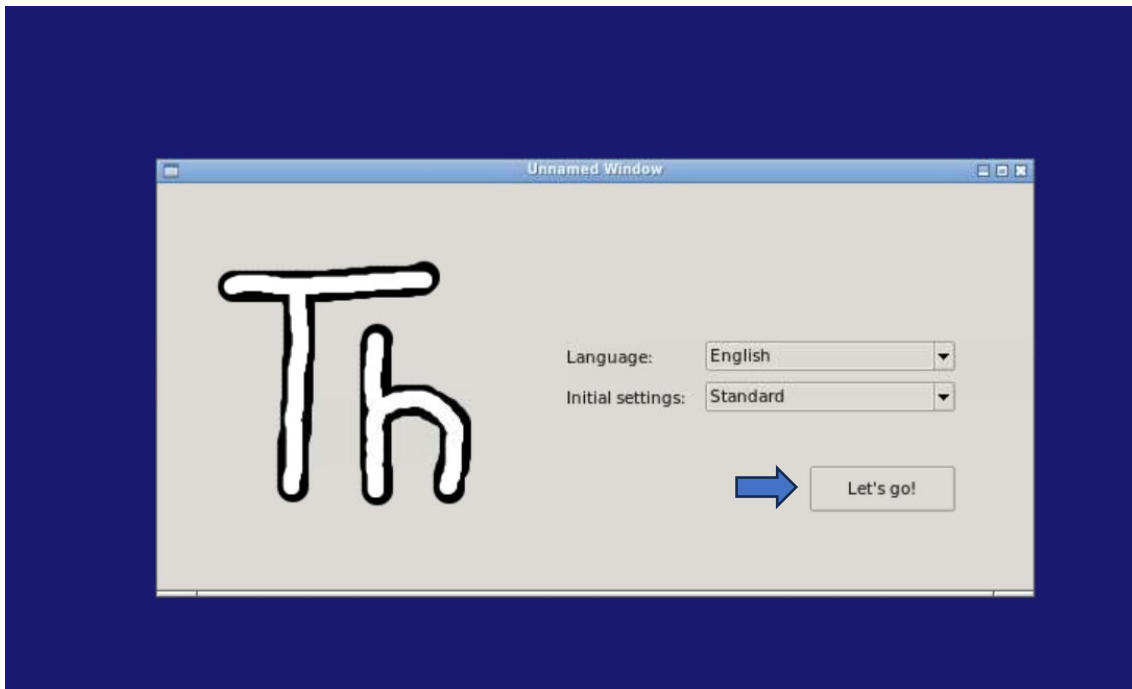 Unnamed Window
Th
Language: English
Initial settings: Standard
Let's go!